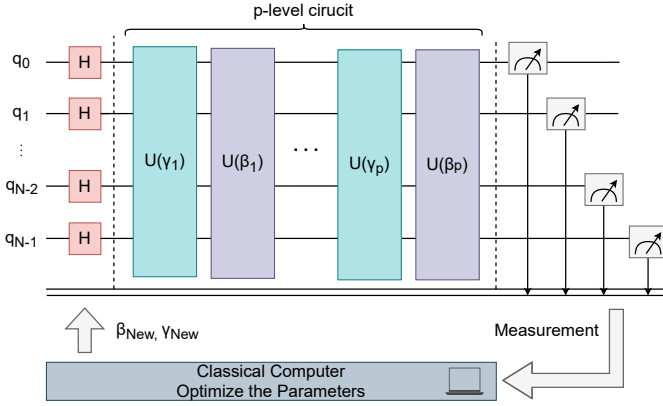 p-level cirucit
q0 H
q1 H
⋮
qN-2 H
qN-1 H
U(γ1) U(β1) ... U(γp) U(βp)
βNew, γNew
Measurement
Classical Computer
Optimize the Parameters